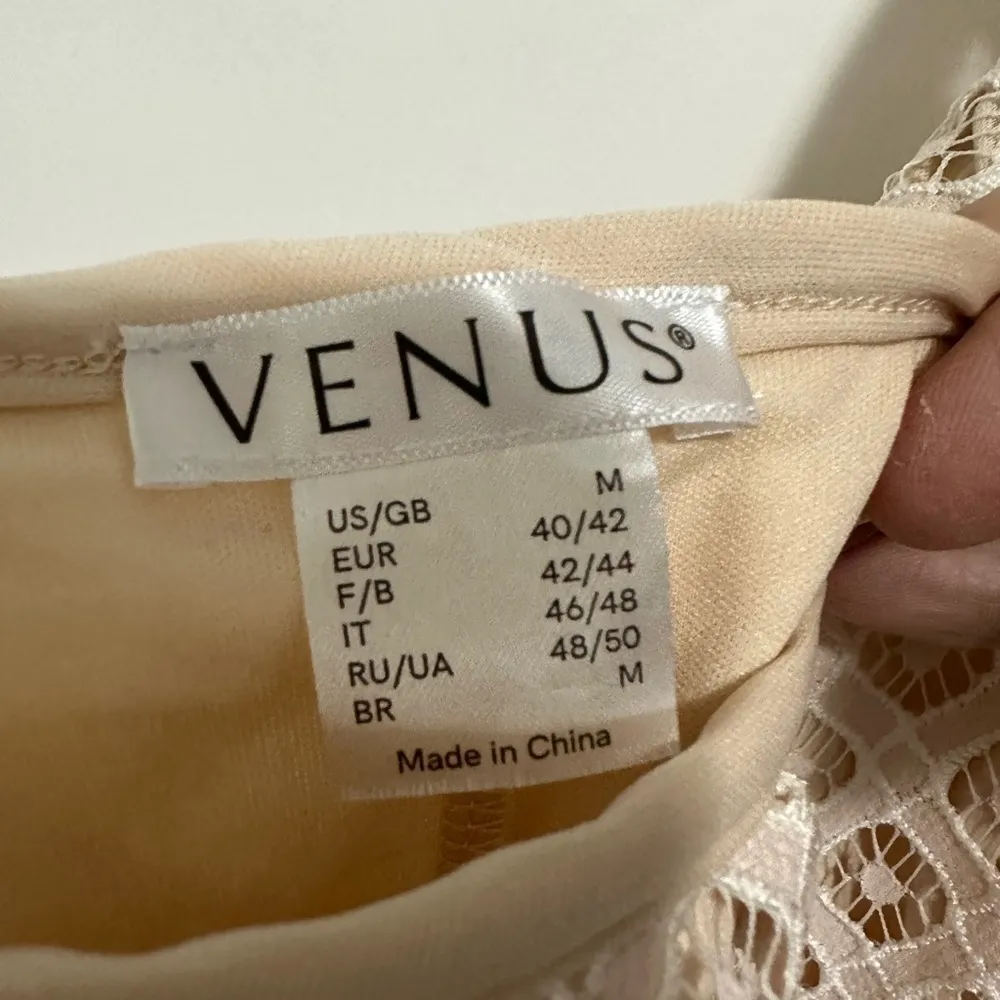 VENUS®
US/GB M
EUR 40/42
F/B 42/44
IT 46/48
RU/UA 48/50
BR M
Made in China